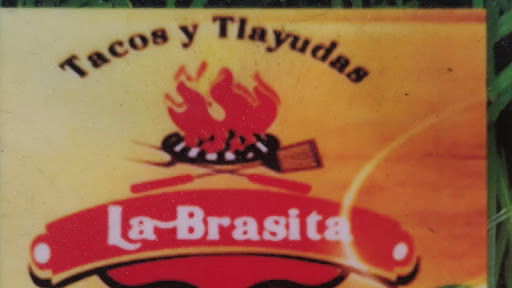 Tacos y Tlayudas
La Brasita